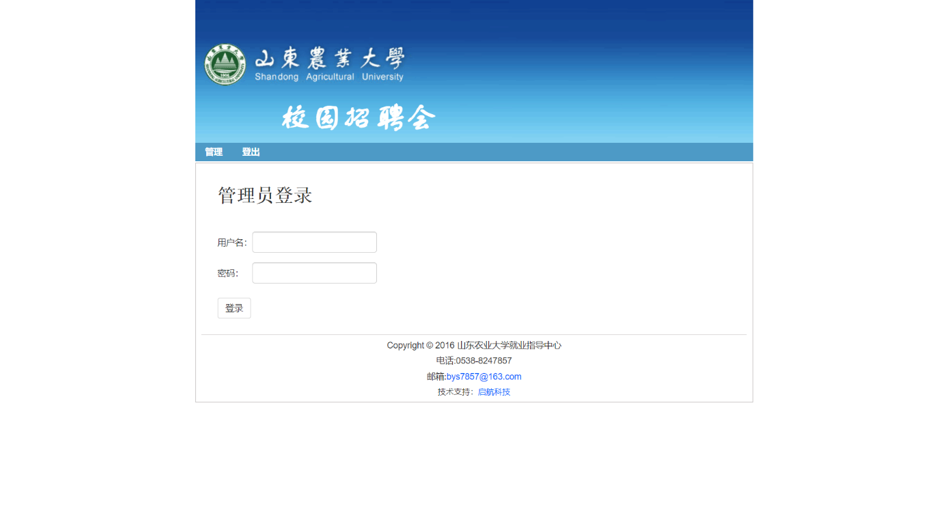 山東農業大學
Shandong Agricultural University
校园招聘会
管理 登出
管理员登录
用户名:
密码:
登录
Copyright © 2016 山东农业大学就业指导中心
电话:0538-8247857
邮箱:bys7857@163.com
技术支持：启航科技